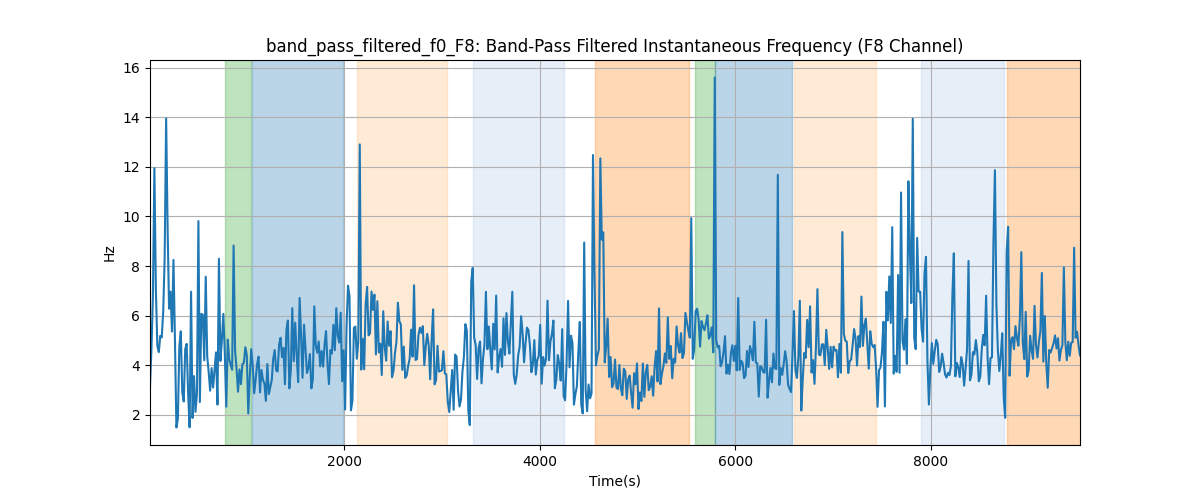 band_pass_filtered_f0_F8: Band-Pass Filtered Instantaneous Frequency (F8 Channel)
16
14
12
10
8
6
4
2
Hz
2000 4000 6000 8000
Time(s)